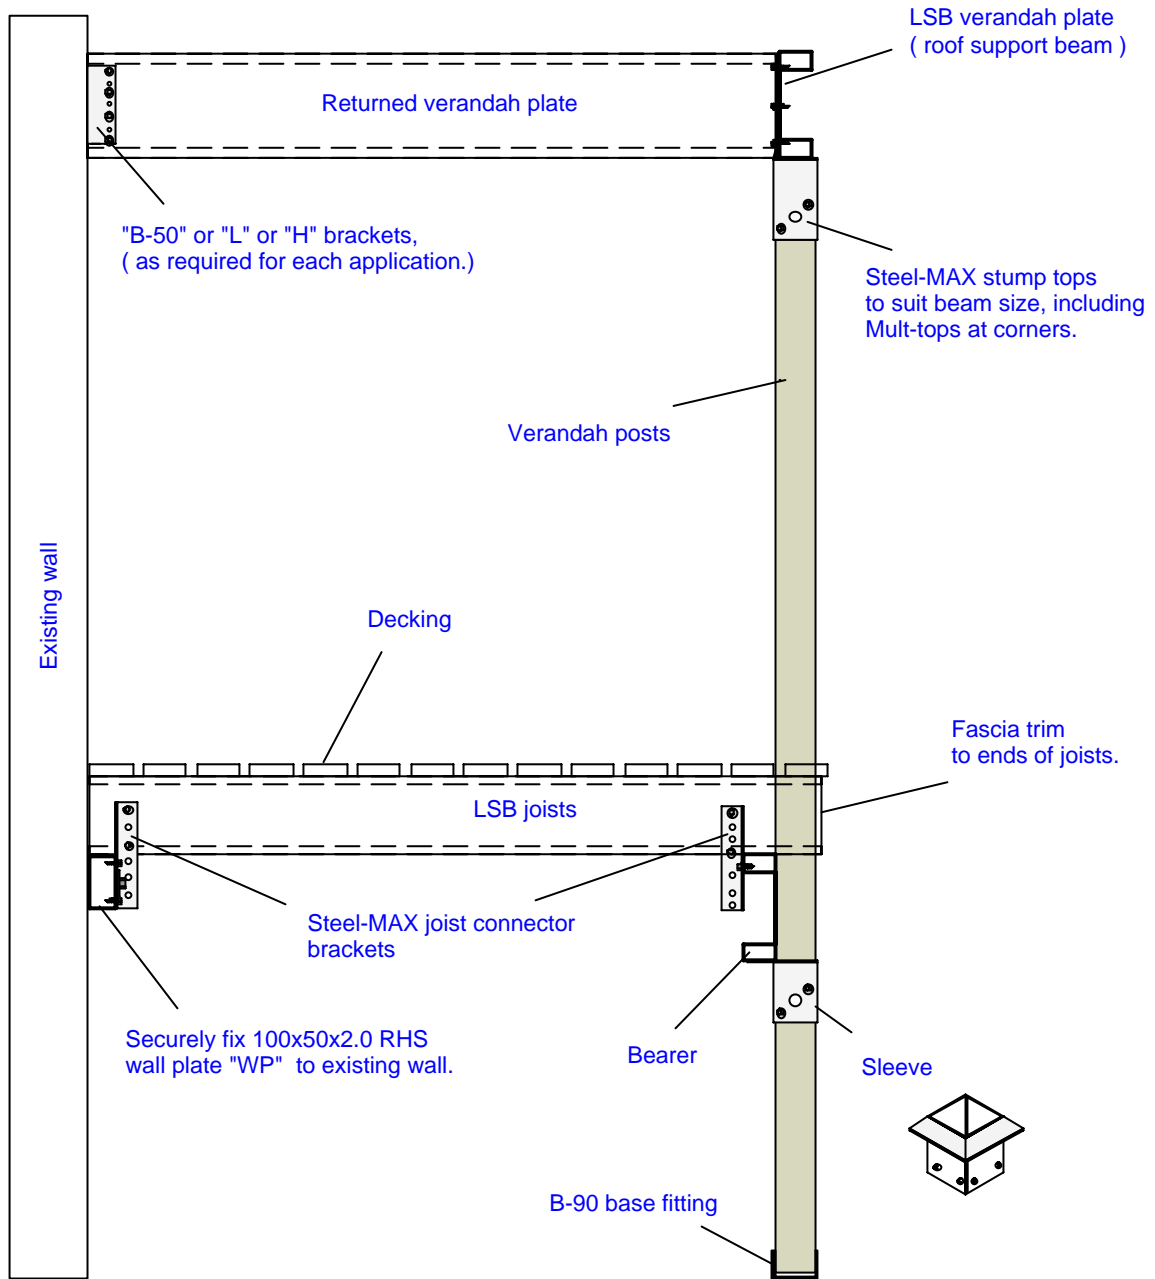 LSB verandah plate
( roof support beam )
Returned verandah plate
"B-50" or "L" or "H" brackets,
( as required for each application.)
Steel-MAX stump tops
to suit beam size, including
Mult-tops at corners.
Verandah posts
Existing wall
Decking
Fascia trim
to ends of joists.
LSB joists
Steel-MAX joist connector
brackets
Securely fix 100x50x2.0 RHS
wall plate "WP"  to existing wall.
Bearer
Sleeve
B-90 base fitting